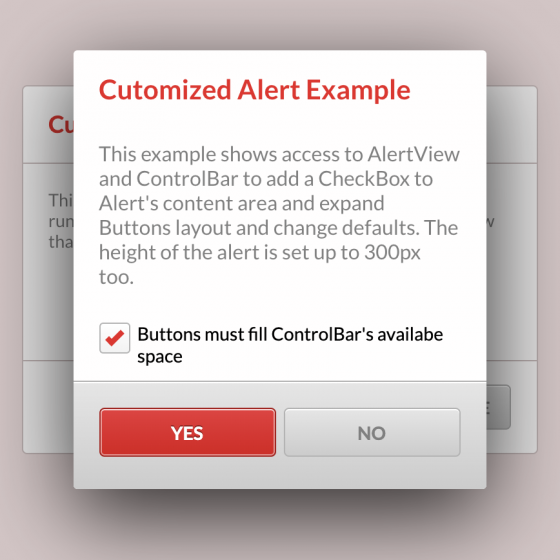 Cutomized Alert Example
This example shows access to AlertView
and ControlBar to add a CheckBox to
Alert's content area and expand
Buttons layout and change defaults. The
height of the alert is set up to 300px
too.
Buttons must fill ControlBar's availabe
space
YES
NO